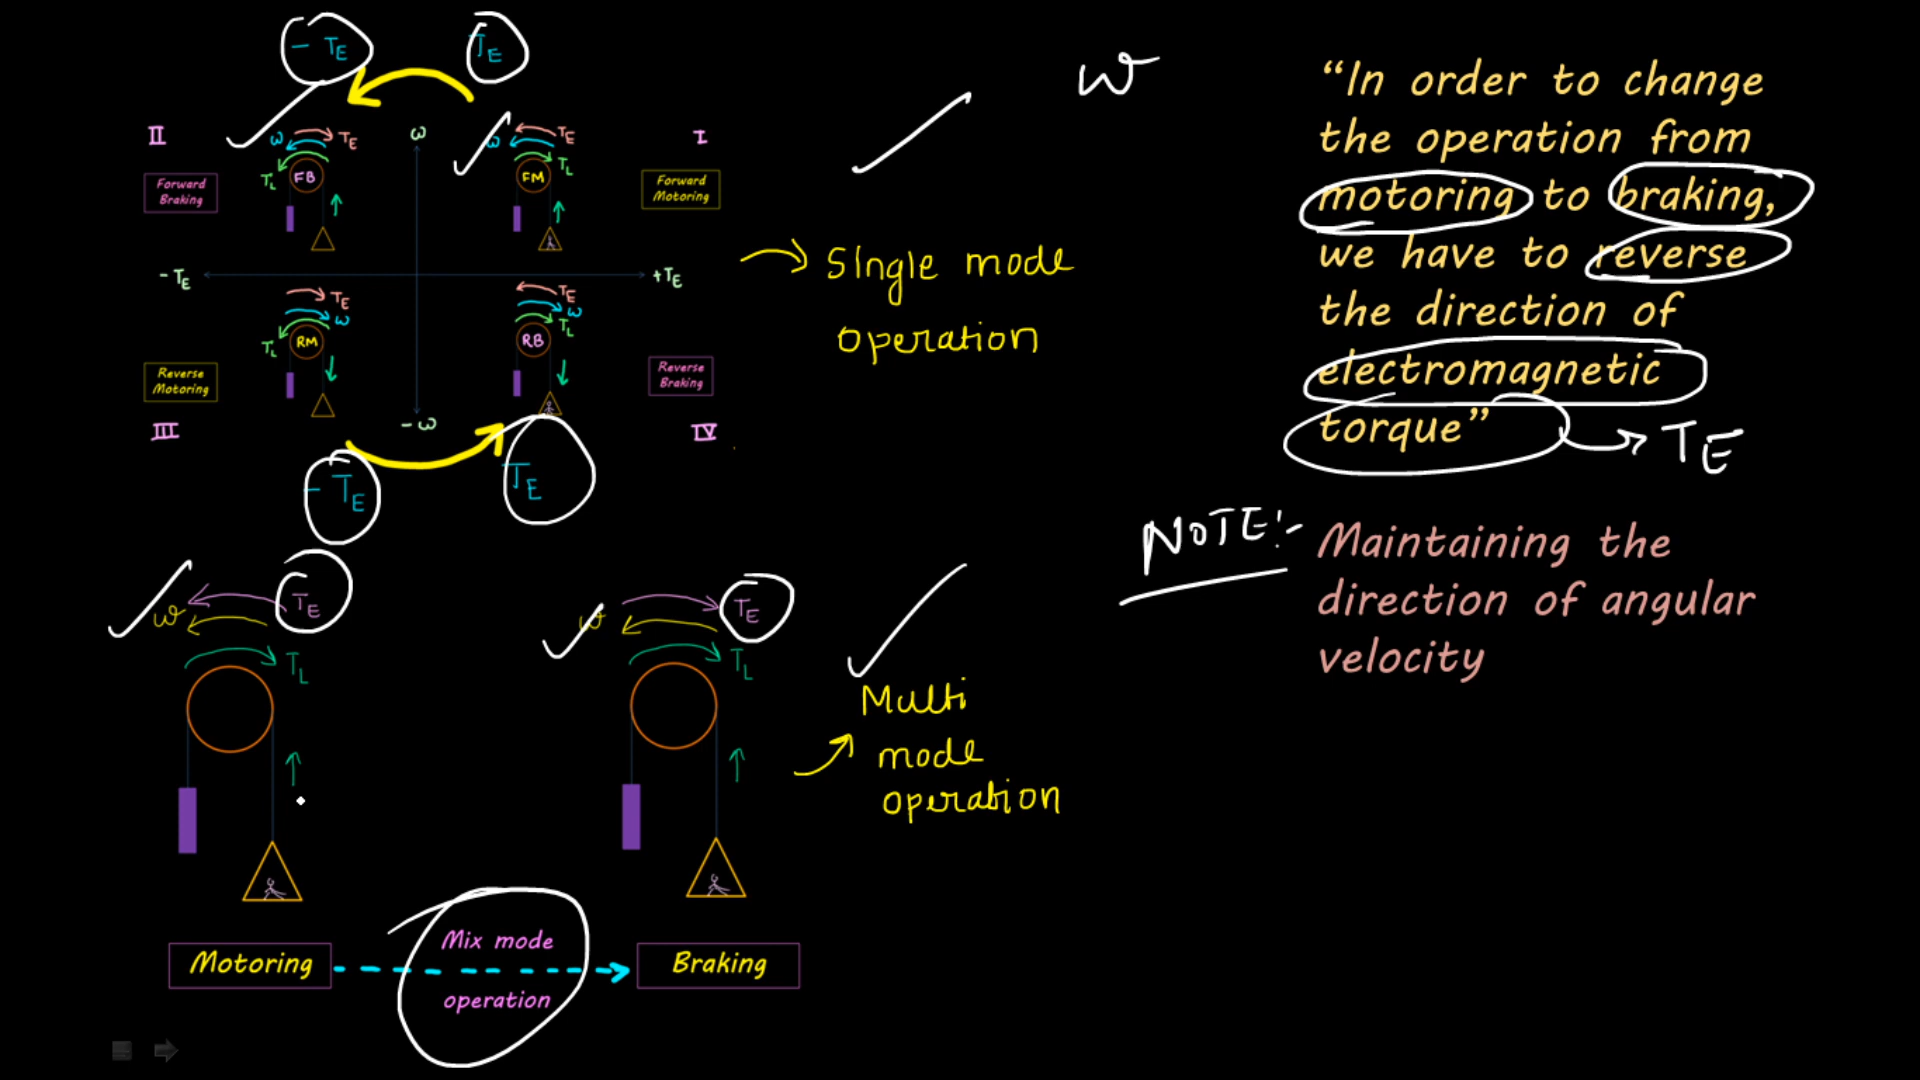 - TE
TE
ω
II
ω
TE
ω
ω
TE
I
Forward
Braking
TL
FB
FM
TL
Forward
Motoring
- TE
+TE
TE
ω
TL
RM
TE
ω
TL
RB
Reverse
Motoring
Reverse
Braking
III
- ω
IV
- TE
TE
Single mode
operation
ω
TE
TL
ω
TE
TL
Multi
mode
operation
Motoring
Mix mode
operation
Braking
“In order to change
the operation from
motoring to braking,
we have to reverse
the direction of
electromagnetic
torque”
TE
NOTE:-
Maintaining the
direction of angular
velocity